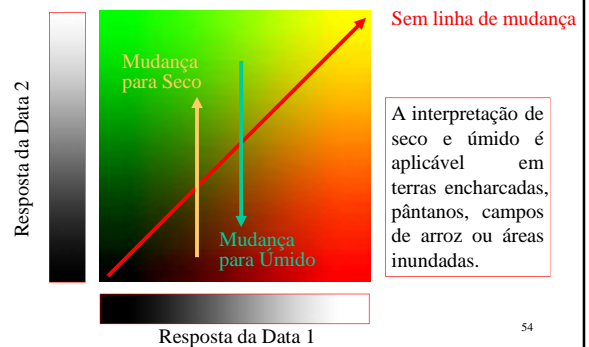 Sem linha de mudança
Mudança
para Seco
Resposta da Data 2
A interpretação de
seco e úmido é
aplicável em
terras encharcadas,
pântanos, campos
de arroz ou áreas
inundadas.
Mudança
para Úmido
Resposta da Data 1
54